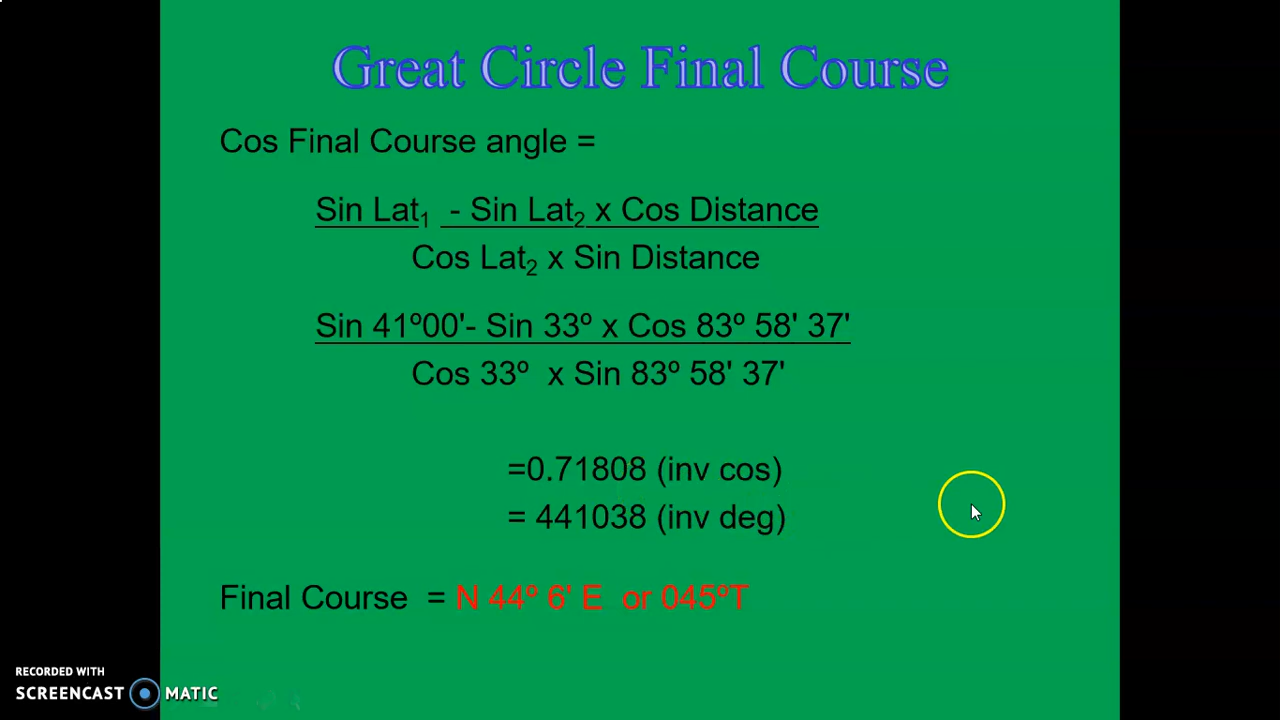 Great Circle Final Course
Cos Final Course angle =
Sin Lat₁ - Sin Lat₂ x Cos Distance
Cos Lat₂ x Sin Distance
Sin 41º00'- Sin 33º x Cos 83º 58' 37'
Cos 33º x Sin 83º 58' 37'
=0.71808 (inv cos)
= 441038 (inv deg)
Final Course = N 44º 6' E or 045ºT
RECORDED WITH
SCREENCAST MATIC